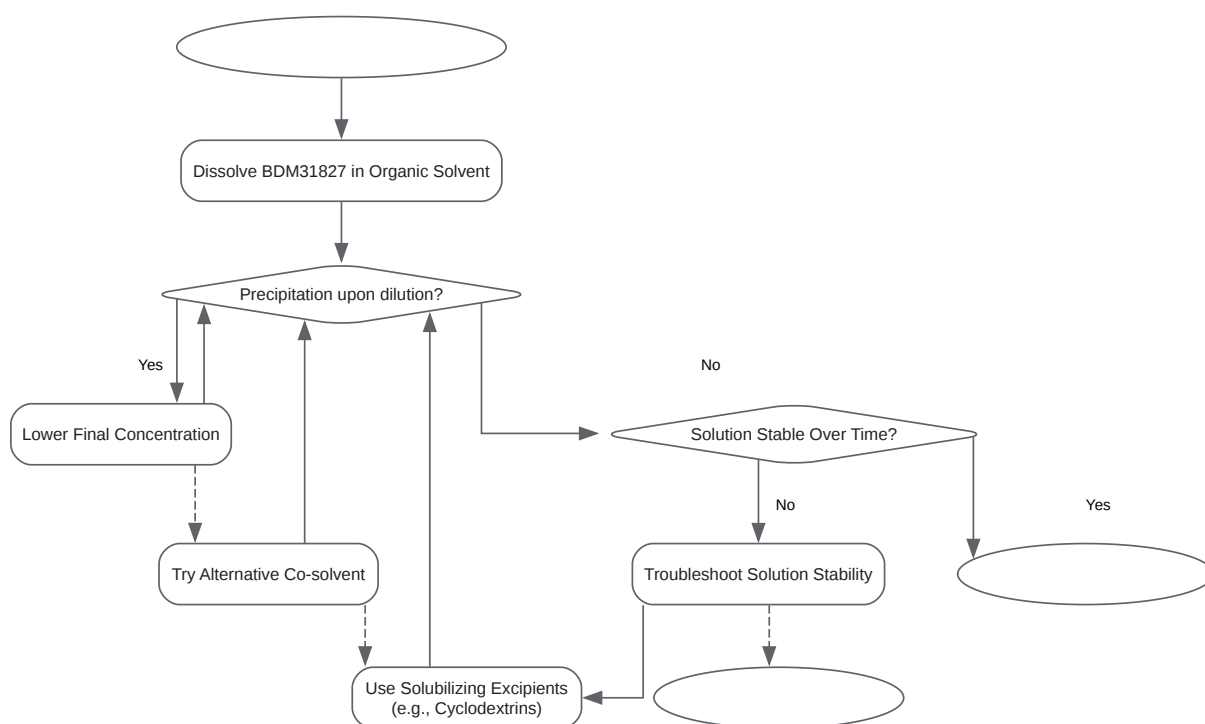 Dissolve BDM31827 in Organic Solvent
Precipitation upon dilution?
Yes
No
Lower Final Concentration
Solution Stable Over Time?
No
Yes
Try Alternative Co-solvent
Troubleshoot Solution Stability
Use Solubilizing Excipients
(e.g., Cyclodextrins)